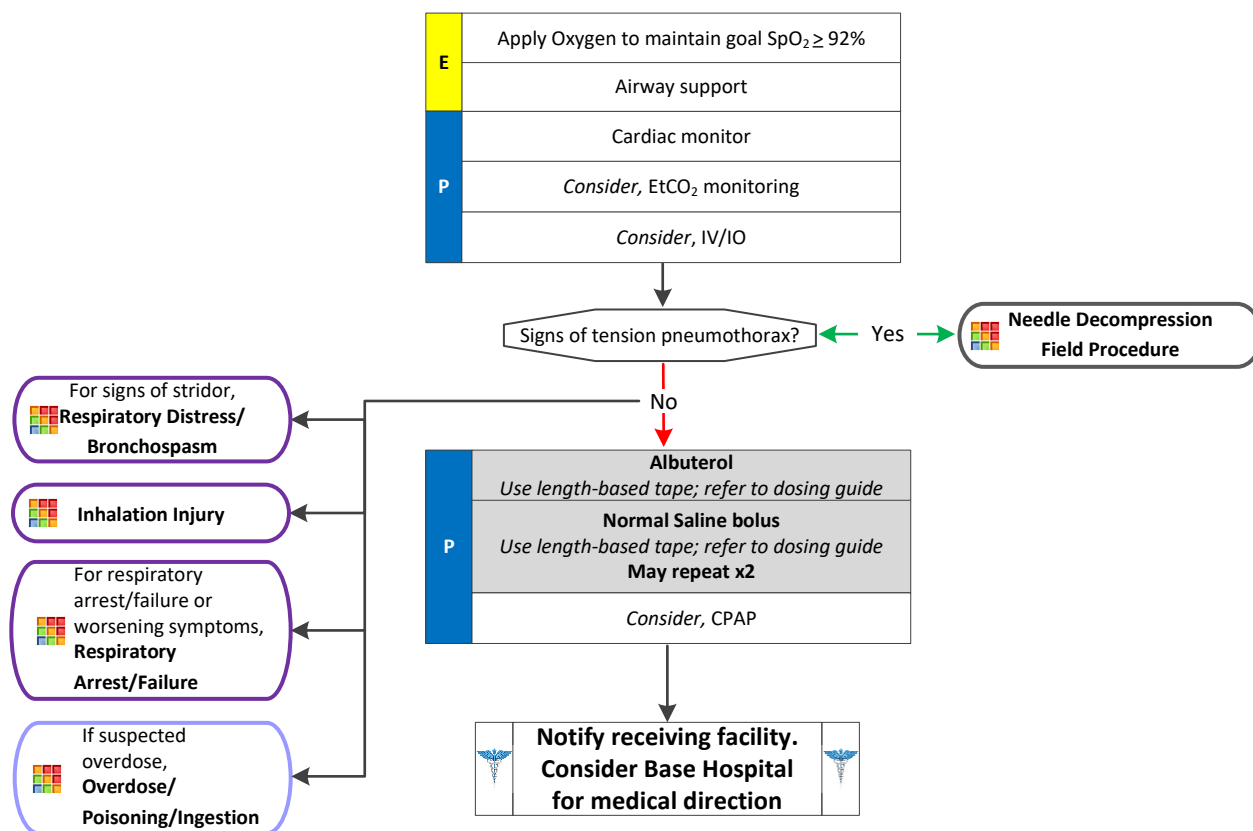 E
Apply Oxygen to maintain goal SpO₂ ≥ 92%
Airway support
P
Cardiac monitor
Consider, EtCO₂ monitoring
Consider, IV/IO
Signs of tension pneumothorax?
Yes
Needle Decompression
Field Procedure
No
For signs of stridor,
Respiratory Distress/
Bronchospasm
Inhalation Injury
For respiratory
arrest/failure or
worsening symptoms,
Respiratory
Arrest/Failure
If suspected
overdose,
Overdose/
Poisoning/Ingestion
P
Albuterol
Use length-based tape; refer to dosing guide
Normal Saline bolus
Use length-based tape; refer to dosing guide
May repeat x2
Consider, CPAP
Notify receiving facility.
Consider Base Hospital
for medical direction